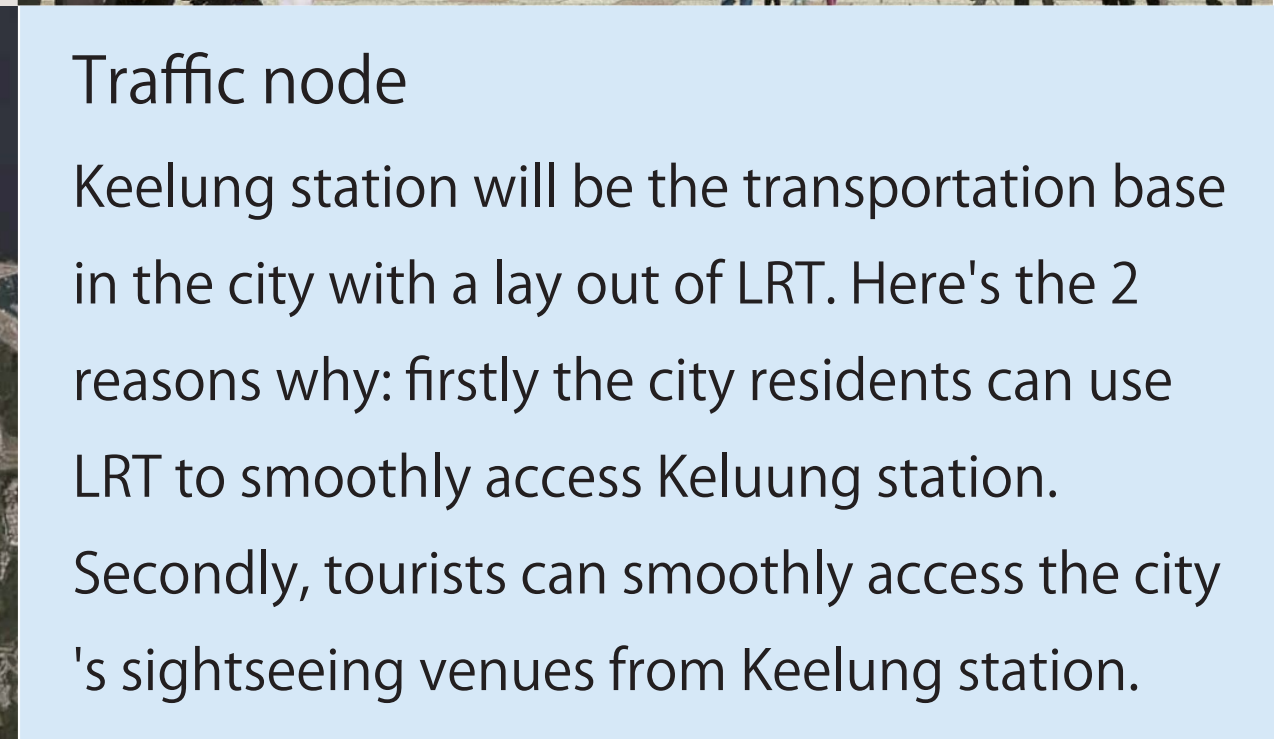 Traffic node
Keelung station will be the transportation base
in the city with a lay out of LRT. Here's the 2
reasons why: firstly the city residents can use
LRT to smoothly access Keluung station.
Secondly, tourists can smoothly access the city
's sightseeing venues from Keelung station.